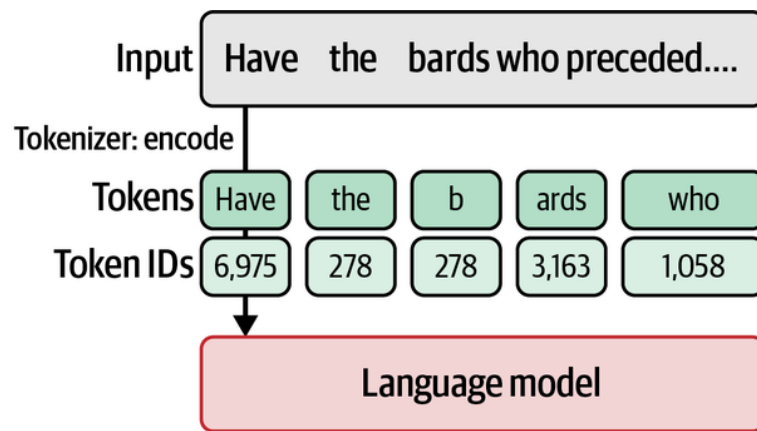 Input Have the bards who preceded....
Tokenizer: encode
Tokens Have the b ards who
Token IDs 6,975 278 278 3,163 1,058
Language model